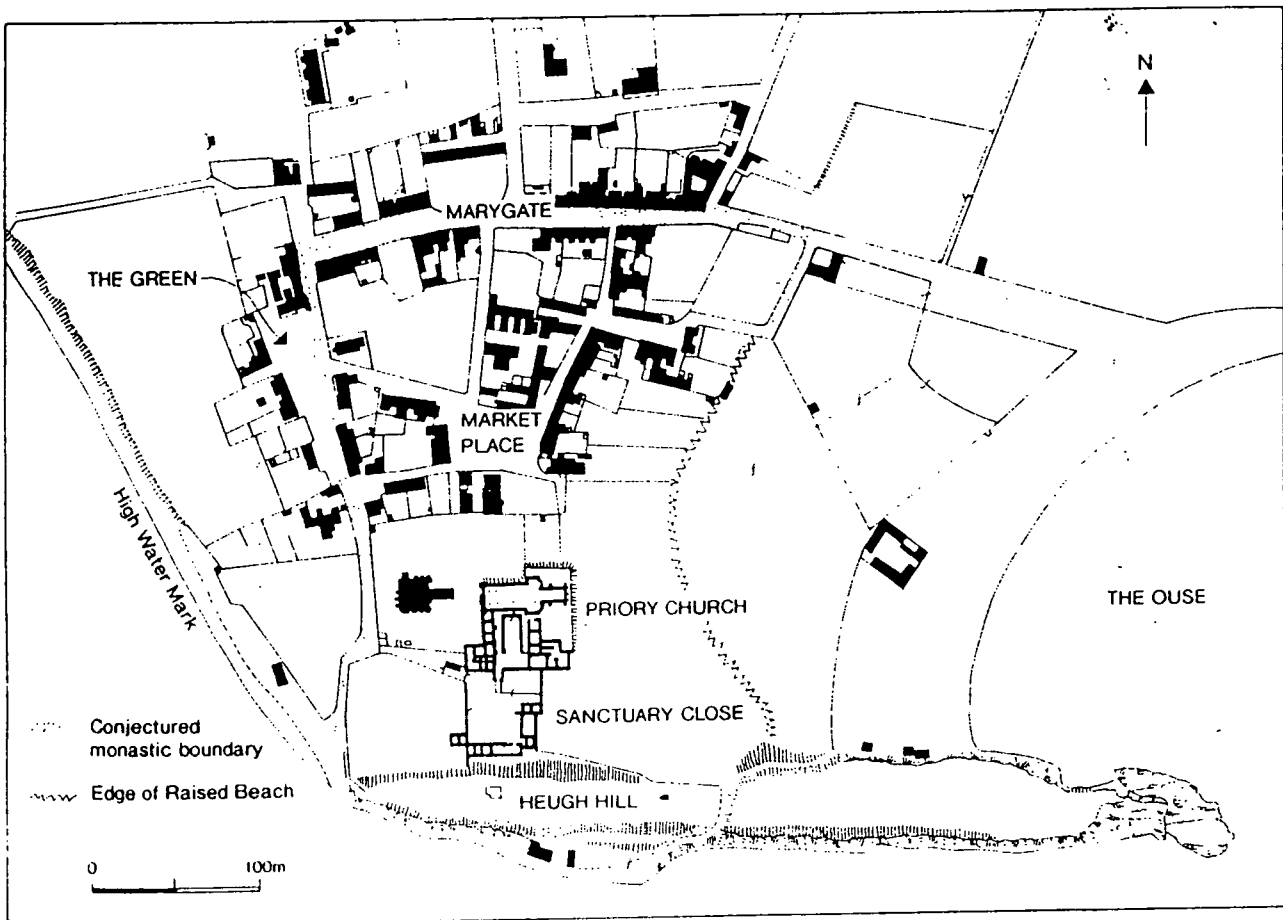 N
MARYGATE
THE GREEN
MARKET
PLACE
High Water Mark
PRIORY CHURCH
THE OUSE
SANCTUARY CLOSE
Conjectured
monastic boundary
Edge of Raised Beach
HEUGH HILL
0 100m